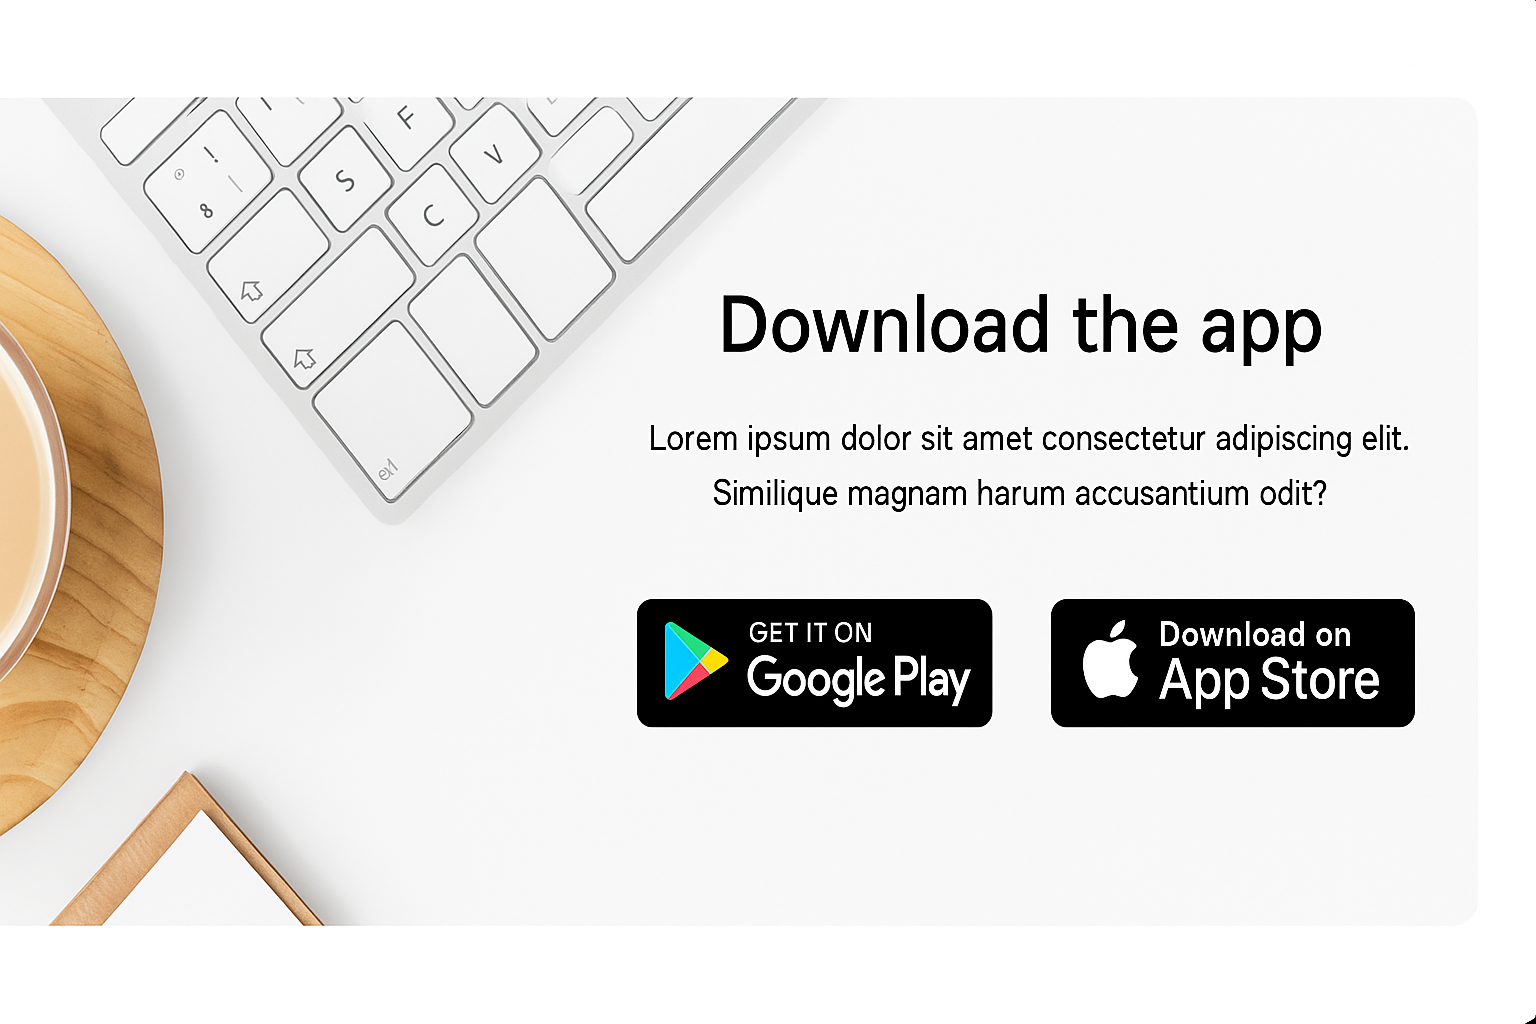 !
8
S
F
C
V
Download the app
Lorem ipsum dolor sit amet consectetur adipiscing elit.
Similique magnam harum accusantium odit?
GET IT ON
Google Play
Download on
App Store